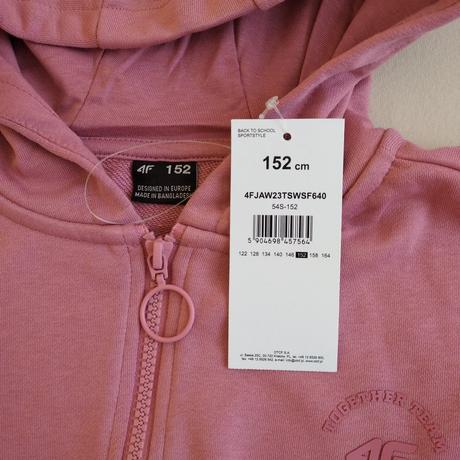 4F 152
DESIGNED IN EUROPE
MADE IN BANGLADESH
BACK TO SCHOOL
SPORTSTYLE
152 cm
4FJAW23TSWSF640
54S-152
5 904698 457564
122 128 134 140 146 152 158 164
OTCF S.A.
TOGETHER TEAM
4F